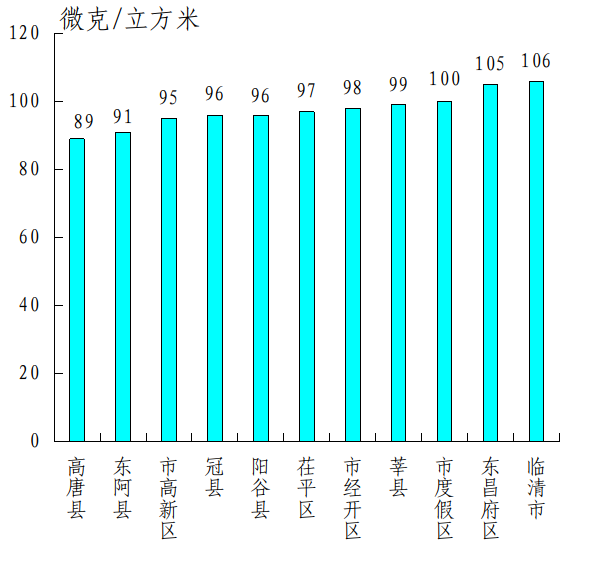 微克/立方米
120
100
80
60
40
20
0
89
91
95
96
96
97
98
99
100
105
106
高唐县
东阿县
市高新区
冠县
阳谷县
茌平区
市经开区
莘县
市度假区
东昌府区
临清市